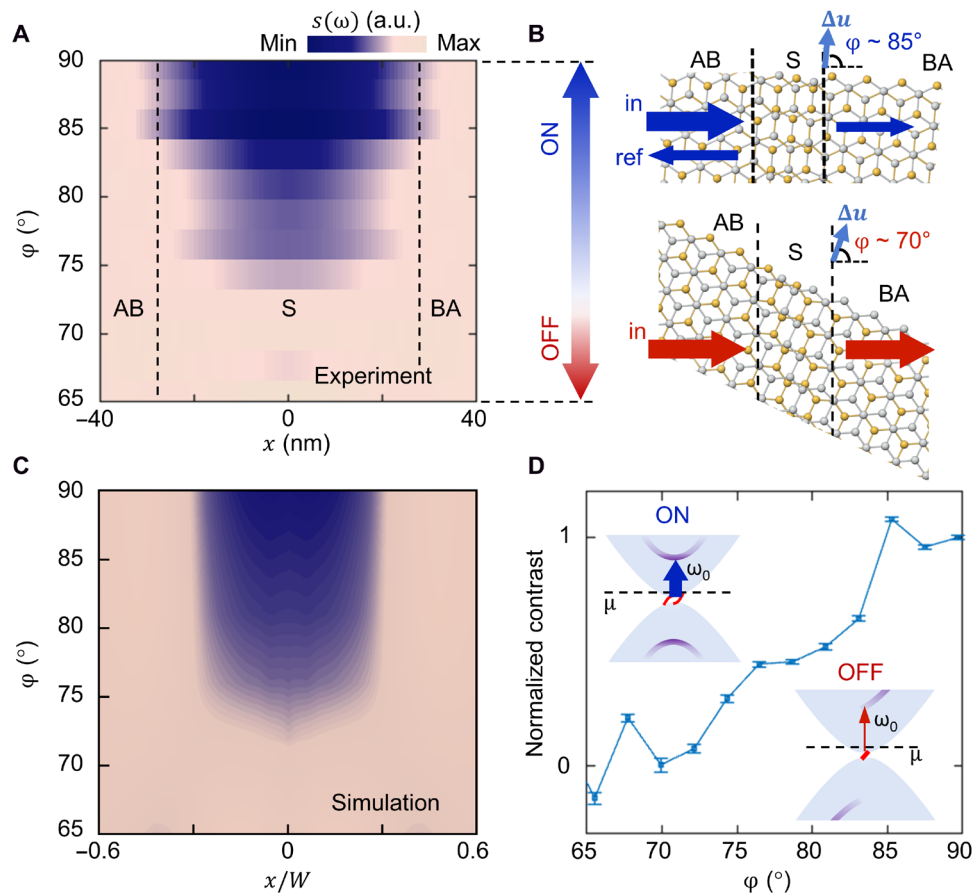 A
s(ω) (a.u.)
Min Max
90
85
80
75
70
65
φ (°)
AB S BA
Experiment
−40 0 40
x (nm)
ON
OFF
B
Δu
φ ~ 85°
AB S BA
in
ref
Δu
φ ~ 70°
AB
S
BA
in
C
90
85
80
75
70
65
φ (°)
Simulation
−0.6 0 0.6
x/W
D
Normalized contrast
1
0
ON
ω₀
μ
OFF
ω₀
μ
65 70 75 80 85 90
φ (°)